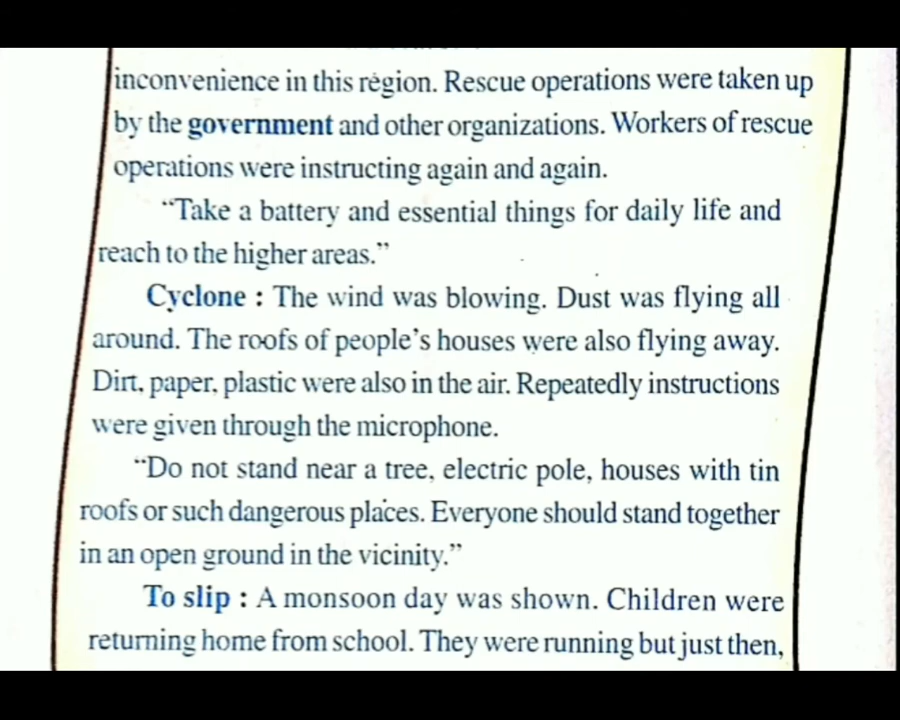 inconvenience in this region. Rescue operations were taken up
by the government and other organizations. Workers of rescue
operations were instructing again and again.
“Take a battery and essential things for daily life and
reach to the higher areas.”
Cyclone : The wind was blowing. Dust was flying all
around. The roofs of people’s houses were also flying away.
Dirt, paper, plastic were also in the air. Repeatedly instructions
were given through the microphone.
“Do not stand near a tree, electric pole, houses with tin
roofs or such dangerous places. Everyone should stand together
in an open ground in the vicinity.”
To slip : A monsoon day was shown. Children were
returning home from school. They were running but just then,